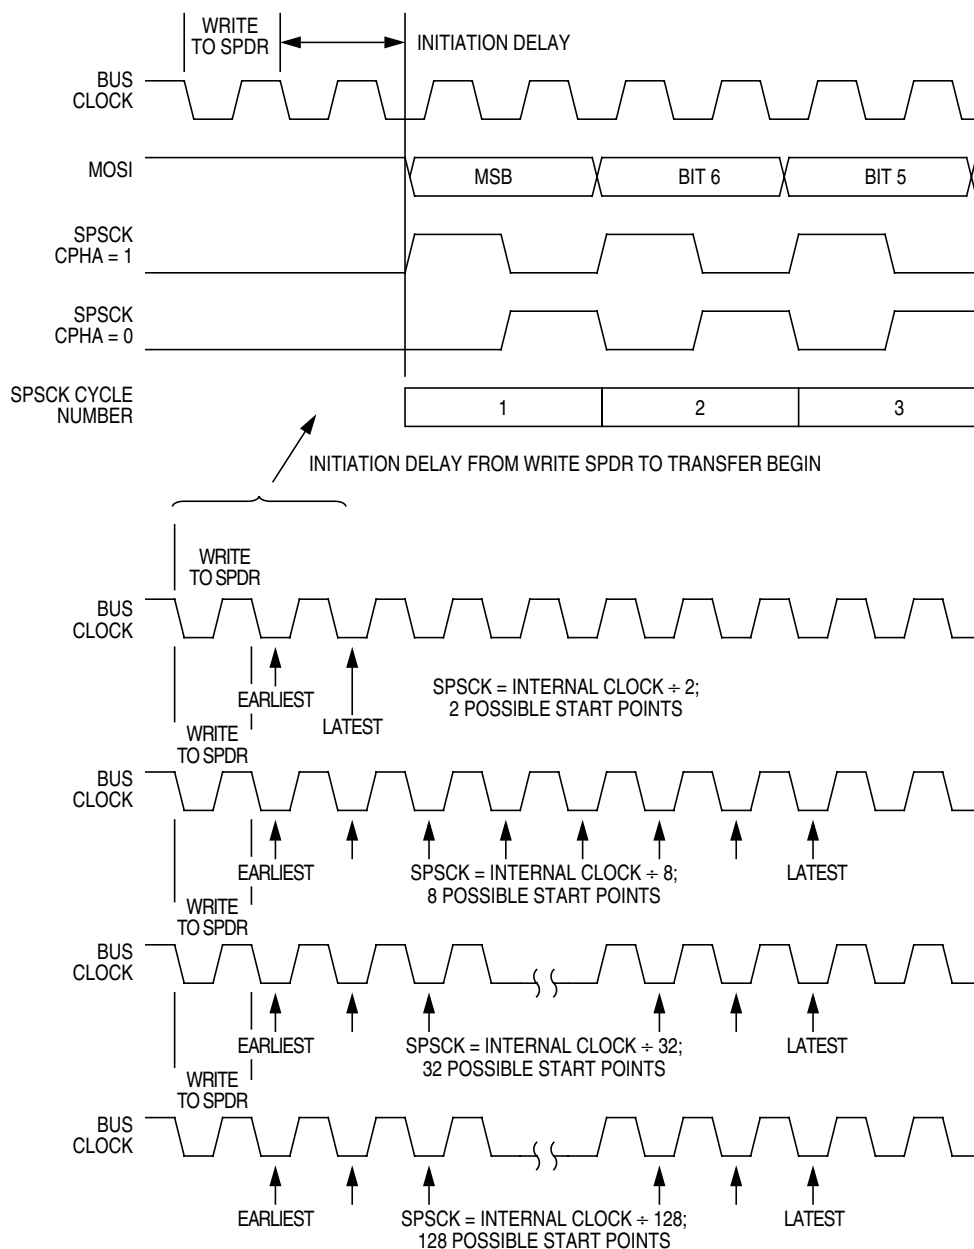 WRITE
TO SPDR
INITIATION DELAY
BUS
CLOCK
MOSI
MSB
BIT 6
BIT 5
SPSCK
CPHA = 1
SPSCK
CPHA = 0
SPSCK CYCLE
NUMBER
1
2
3
INITIATION DELAY FROM WRITE SPDR TO TRANSFER BEGIN
WRITE
TO SPDR
BUS
CLOCK
EARLIEST
LATEST
SPSCK = INTERNAL CLOCK ÷ 2;
2 POSSIBLE START POINTS
WRITE
TO SPDR
BUS
CLOCK
EARLIEST
SPSCK = INTERNAL CLOCK ÷ 8;
8 POSSIBLE START POINTS
LATEST
WRITE
TO SPDR
BUS
CLOCK
EARLIEST
SPSCK = INTERNAL CLOCK ÷ 32;
32 POSSIBLE START POINTS
LATEST
WRITE
TO SPDR
BUS
CLOCK
EARLIEST
SPSCK = INTERNAL CLOCK ÷ 128;
128 POSSIBLE START POINTS
LATEST